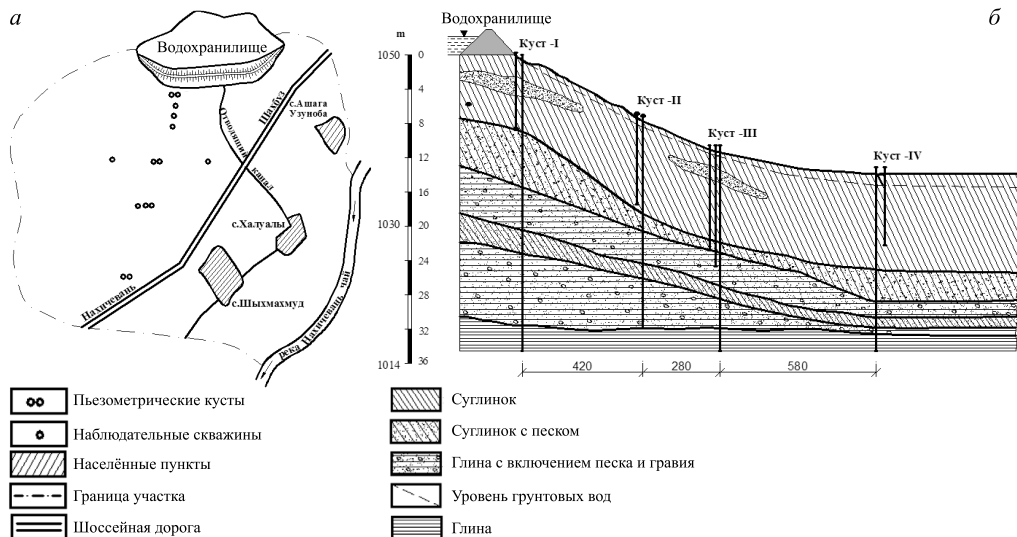 а
Водохранилище
Шахбуз
с.Ашага
Узуноба
Отводящий
канал
с.Халуалы
с.Шыхмахмуд
Нахичевань
река Нахичевань чай
б
Водохранилище
m
1050
0
4
8
12
16
1030
20
24
28
32
1014
36
Куст -I
Куст -II
Куст -III
Куст -IV
420
280
580
Пьезометрические кусты
Наблюдательные скважины
Населённые пункты
Граница участка
Шоссейная дорога
Суглинок
Суглинок с песком
Глина с включением песка и гравия
Уровень грунтовых вод
Глина